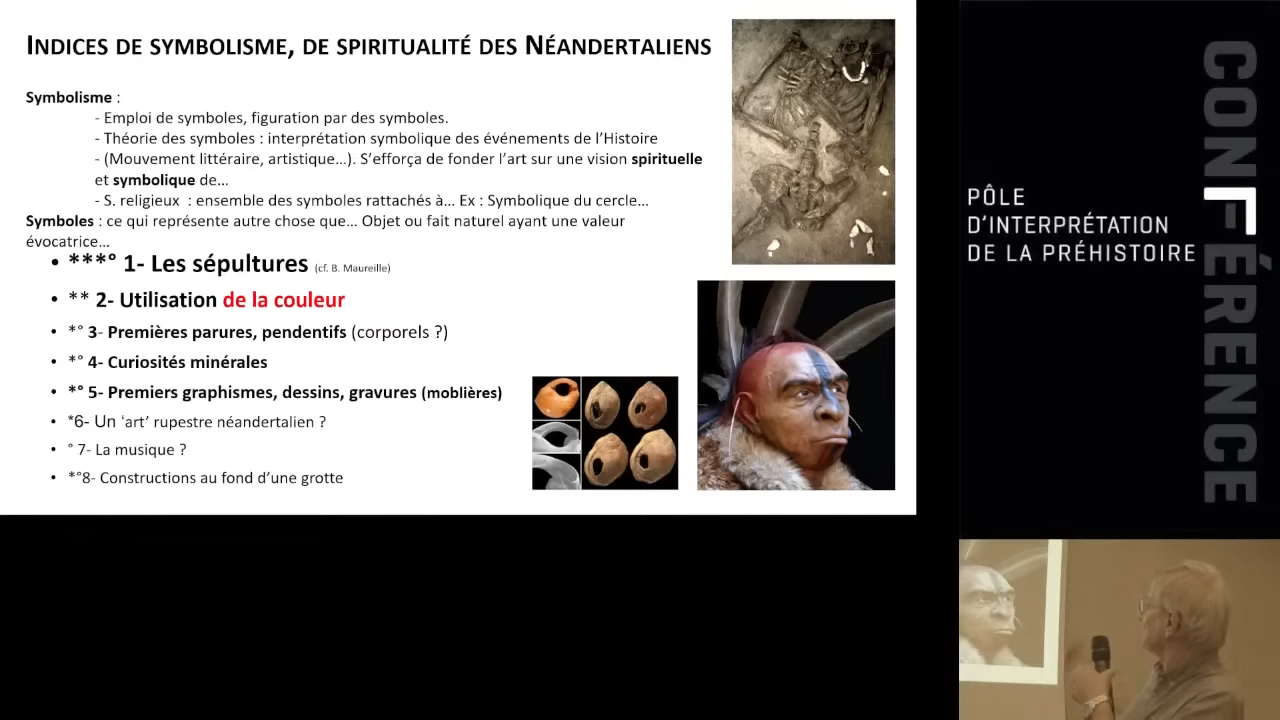 INDICES DE SYMBOLISME, DE SPIRITUALITÉ DES NÉANDERTALIENS
Symbolisme :
- Emploi de symboles, figuration par des symboles.
- Théorie des symboles : interprétation symbolique des événements de l'Histoire
- (Mouvement littéraire, artistique…). S'efforça de fonder l'art sur une vision spirituelle
et symbolique de…
- S. religieux : ensemble des symboles rattachés à… Ex : Symbolique du cercle…
Symboles : ce qui représente autre chose que… Objet ou fait naturel ayant une valeur
évocatrice…
• ***° 1- Les sépultures (cf. B. Maureille)
• ** 2- Utilisation de la couleur
• *° 3- Premières parures, pendentifs (corporels ?)
• *° 4- Curiosités minérales
• *° 5- Premiers graphismes, dessins, gravures (moblières)
• *6- Un 'art' rupestre néandertalien ?
• ° 7- La musique ?
• *°8- Constructions au fond d'une grotte
PÔLE
D'INTERPRÉTATION
DE LA PRÉHISTOIRE
CONFÉRENCE